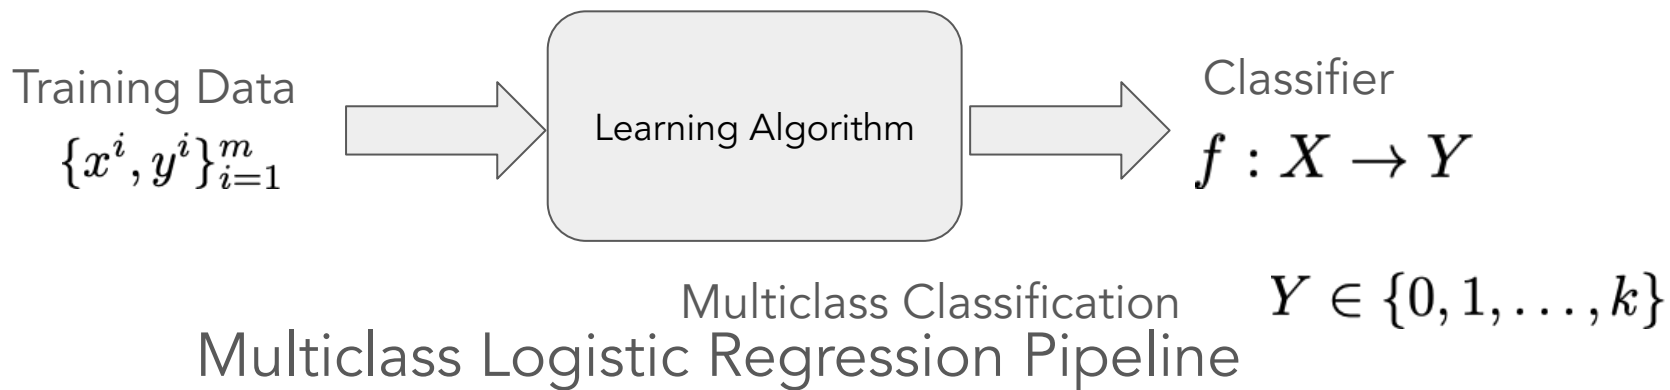 Training Data
{x^i, y^i}_{i=1}^m
Learning Algorithm
Classifier
f : X → Y
Multiclass Classification
Y ∈ {0, 1, . . . , k}
Multiclass Logistic Regression Pipeline